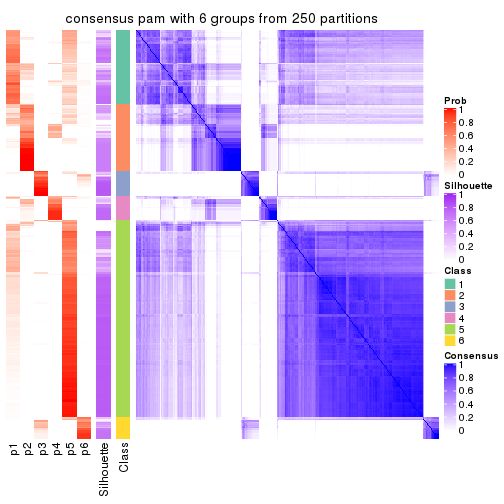 consensus pam with 6 groups from 250 partitions
Prob
1
0.8
0.6
0.4
0.2
0
Silhouette
1
0.8
0.6
0.4
0.2
0
Class
1
2
3
4
5
6
Consensus
1
0.8
0.6
0.4
0.2
0
p1
p2
p3
p4
p5
p6
Silhouette
Class